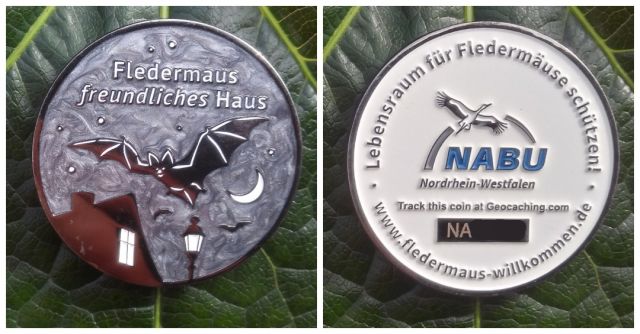 Fledermaus
freundliches Haus
Lebensraum für Fledermäuse schützen!
NABU
Nordrhein-Westfalen
Track this coin at Geocaching.com
NA
www.fledermaus-willkommen.de